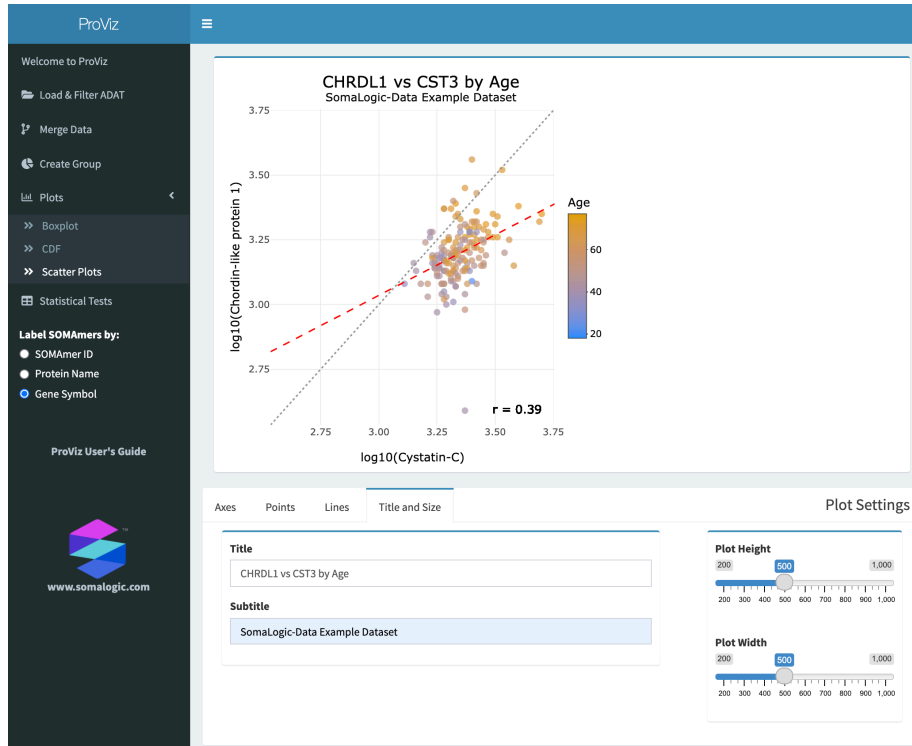 ProViz
Welcome to ProViz
Load & Filter ADAT
Merge Data
Create Group
Plots
Boxplot
CDF
Scatter Plots
Statistical Tests
Label SOMAmers by:
SOMAmer ID
Protein Name
Gene Symbol
ProViz User's Guide
TM
www.somalogic.com
CHRDL1 vs CST3 by Age
SomaLogic-Data Example Dataset
3.75
3.50
3.25
3.00
2.75
log10(Chordin-like protein 1)
r = 0.39
2.75 3.00 3.25 3.50 3.75
log10(Cystatin-C)
Age
60
40
20
Axes Points Lines Title and Size Plot Settings
Title
CHRDL1 vs CST3 by Age
Subtitle
SomaLogic-Data Example Dataset
Plot Height
200 500 1,000
200 300 400 500 600 700 800 900 1,000
Plot Width
200 500 1,000
200 300 400 500 600 700 800 900 1,000